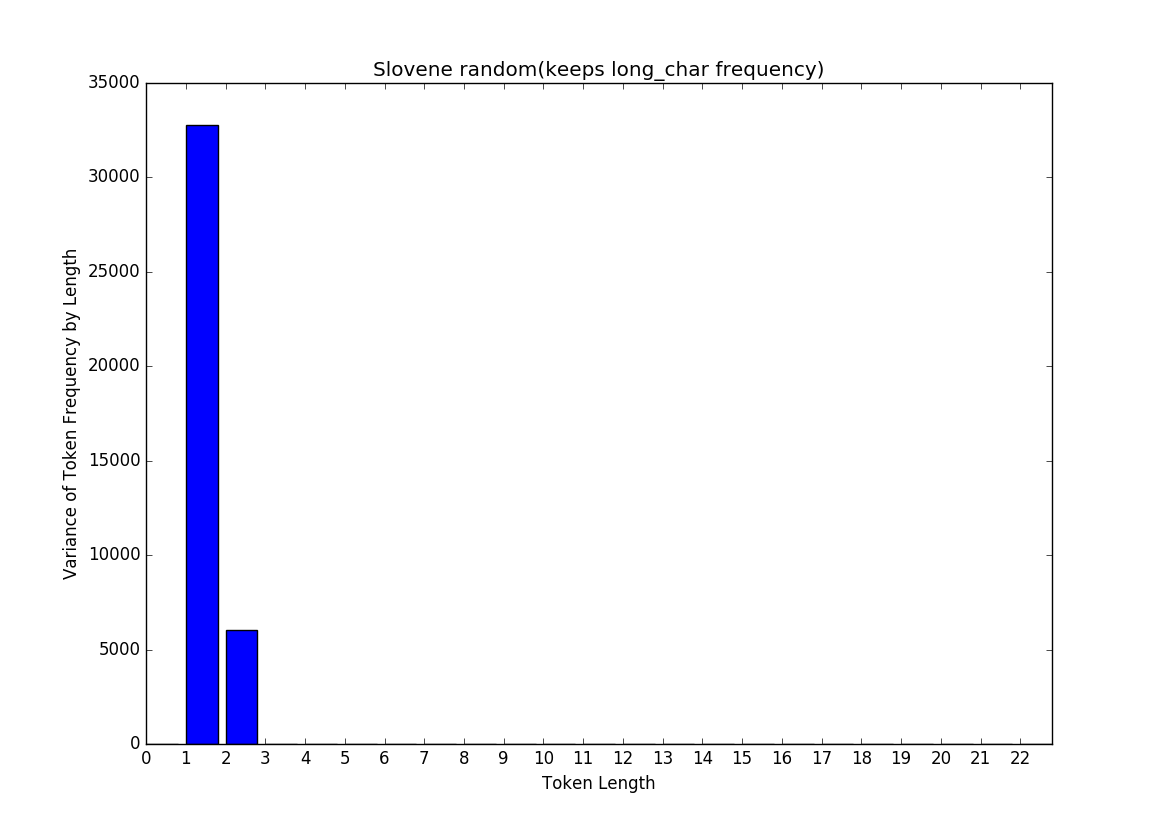 Slovene random(keeps long_char frequency)
35000
30000
25000
20000
15000
10000
5000
0
Variance of Token Frequency by Length
0 1 2 3 4 5 6 7 8 9 10 11 12 13 14 15 16 17 18 19 20 21 22
Token Length